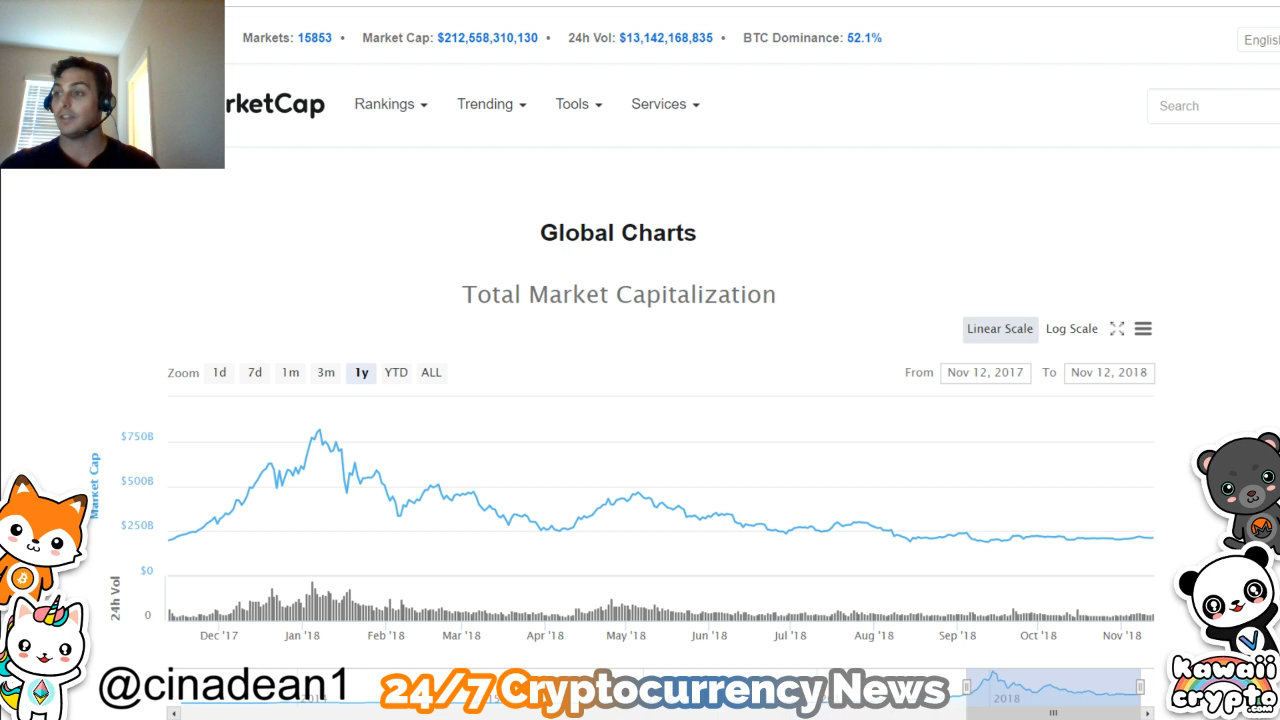 Markets: 15853 • Market Cap: $212,558,310,130 • 24h Vol: $13,142,168,835 • BTC Dominance: 52.1%
English
rketCap Rankings Trending Tools Services
Search
Global Charts
Total Market Capitalization
Linear Scale Log Scale
Zoom 1d 7d 1m 3m 1y YTD ALL From Nov 12, 2017 To Nov 12, 2018
$750B
$500B
$250B
$0
Market Cap
24h Vol
0
Dec '17 Jan '18 Feb '18 Mar '18 Apr '18 May '18 Jun '18 Jul '18 Aug '18 Sep '18 Oct '18 Nov '18
2018
@cinadean1
24/7 Cryptocurrency News
kawaii
crypto
.com